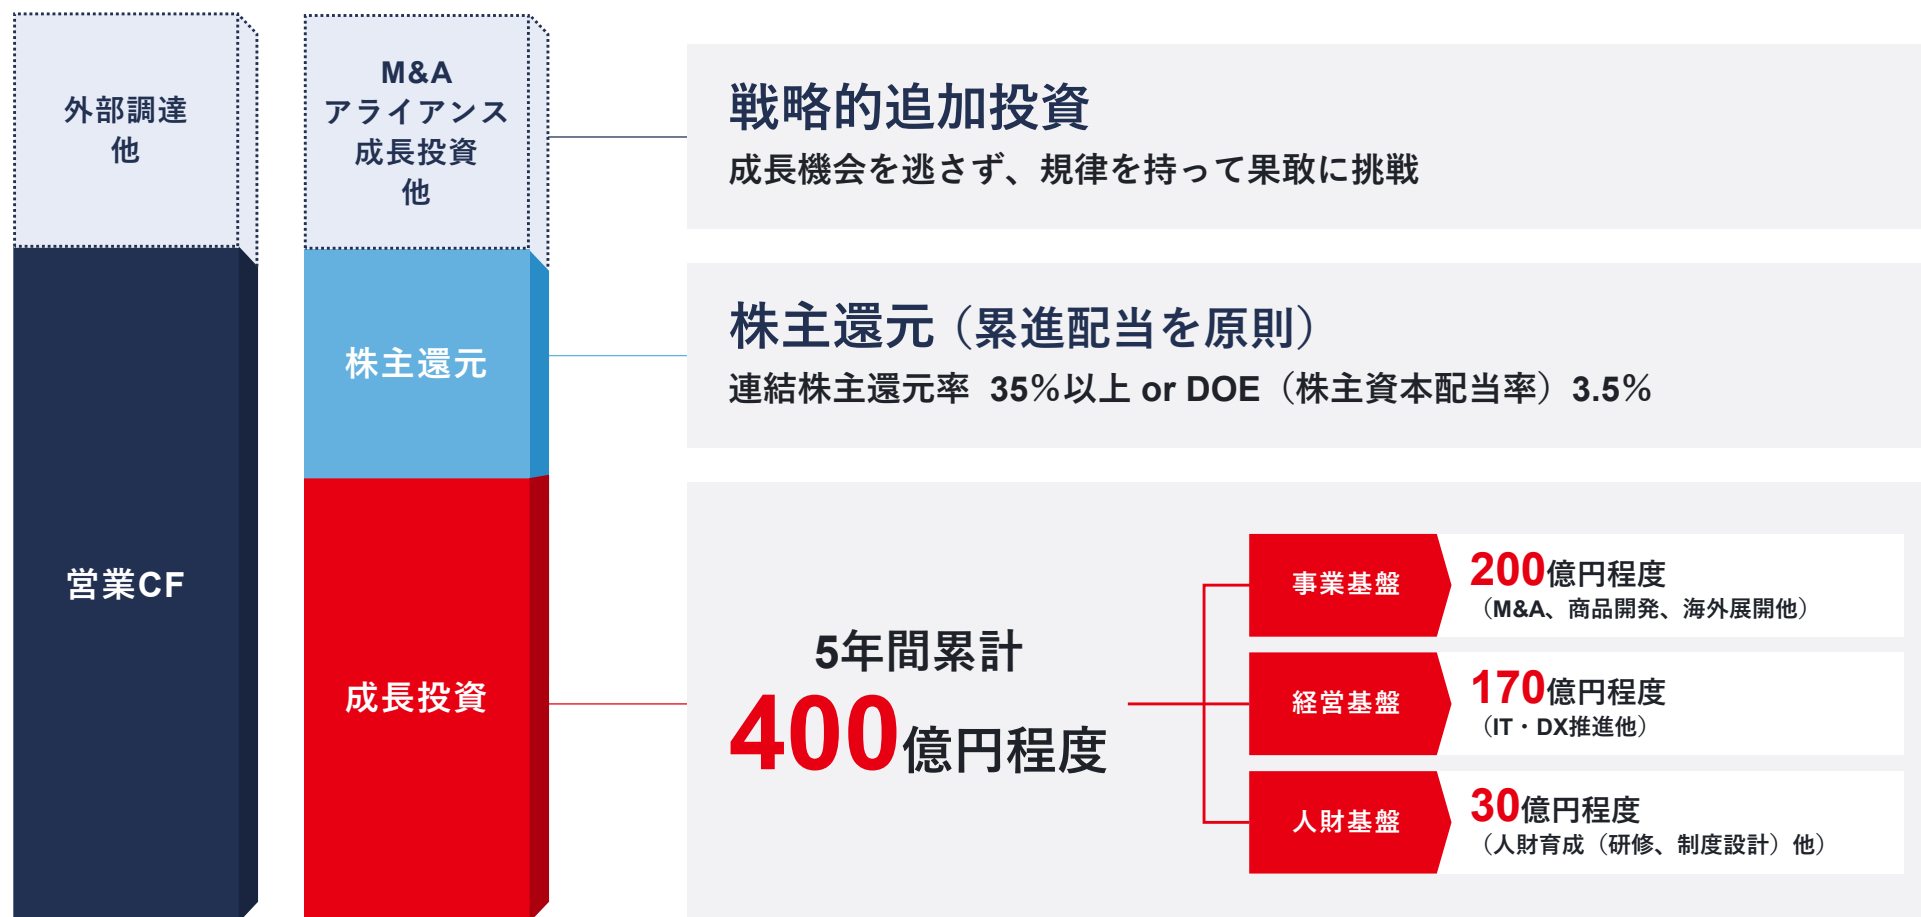 外部調達
他
営業CF
M&A
アライアンス
成長投資
他
株主還元
成長投資
戦略的追加投資
成長機会を逃さず、規律を持って果敢に挑戦
株主還元（累進配当を原則）
連結株主還元率 35%以上 or DOE（株主資本配当率）3.5%
5年間累計
400億円程度
事業基盤
200億円程度
（M&A、商品開発、海外展開他）
経営基盤
170億円程度
（IT・DX推進他）
人財基盤
30億円程度
（人財育成（研修、制度設計）他）